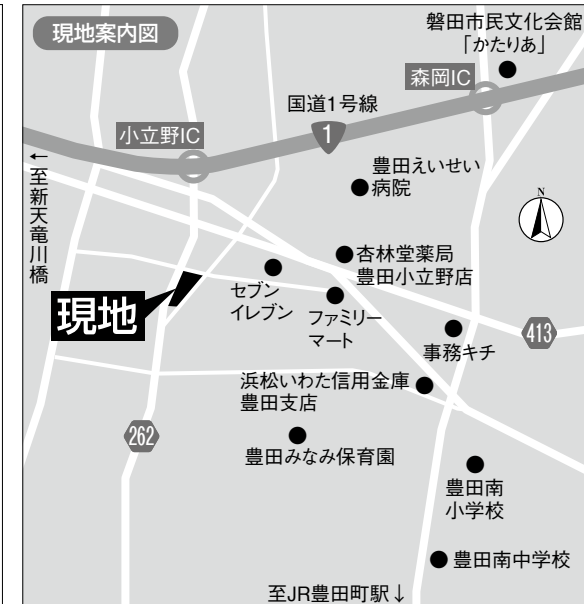 現地案内図
磐田市民文化会館
「かたりあ」
森岡IC
国道1号線
1
小立野IC
←至新天竜川橋
豊田えいせい
病院
N
杏林堂薬局
豊田小立野店
セブン
イレブン
現地
ファミリー
マート
事務キチ
413
浜松いわた信用金庫
豊田支店
262
豊田みなみ保育園
豊田南
小学校
豊田南中学校
至JR豊田町駅↓